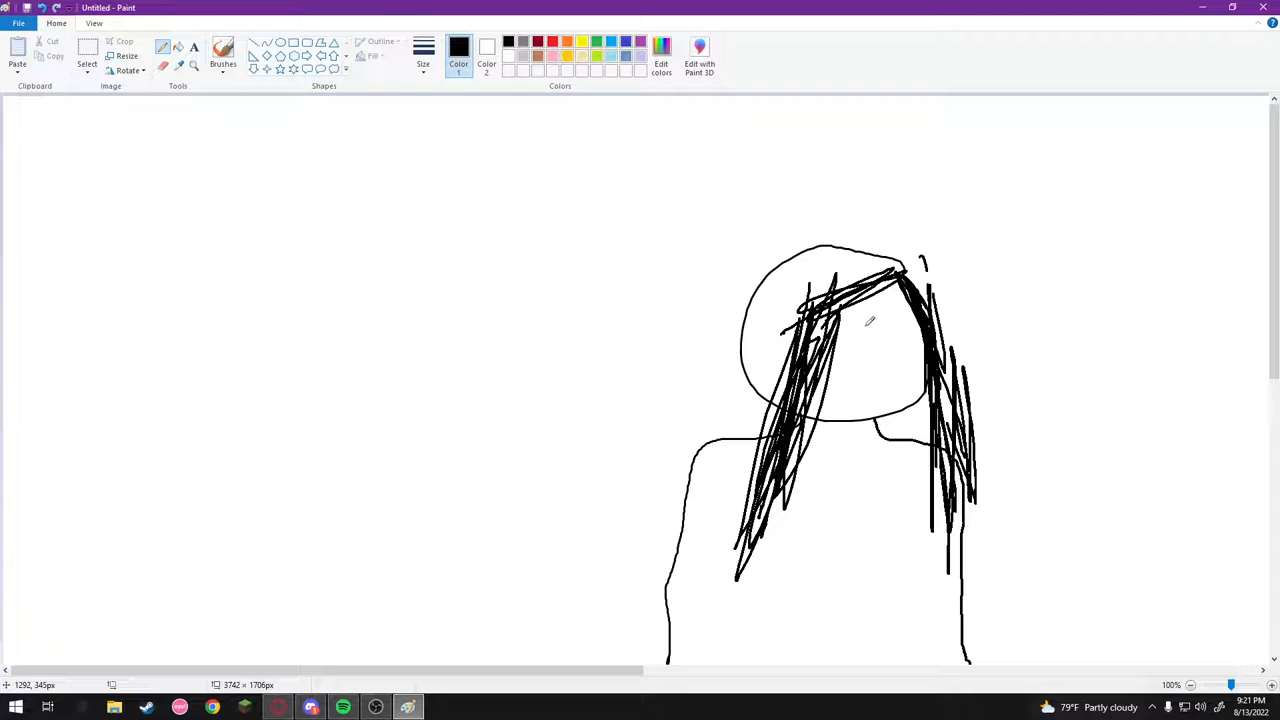 Untitled - Paint
File
Home
View
Paste
Cut
Copy
Clipboard
Select
Crop
Resize
Rotate
Image
Tools
Brushes
Shapes
Outline
Fill
Size
Color 1
Color 2
Colors
Edit colors
Edit with Paint 3D
1292, 345px
3742 × 1706px
100%
79°F Partly cloudy
9:21 PM
8/13/2022